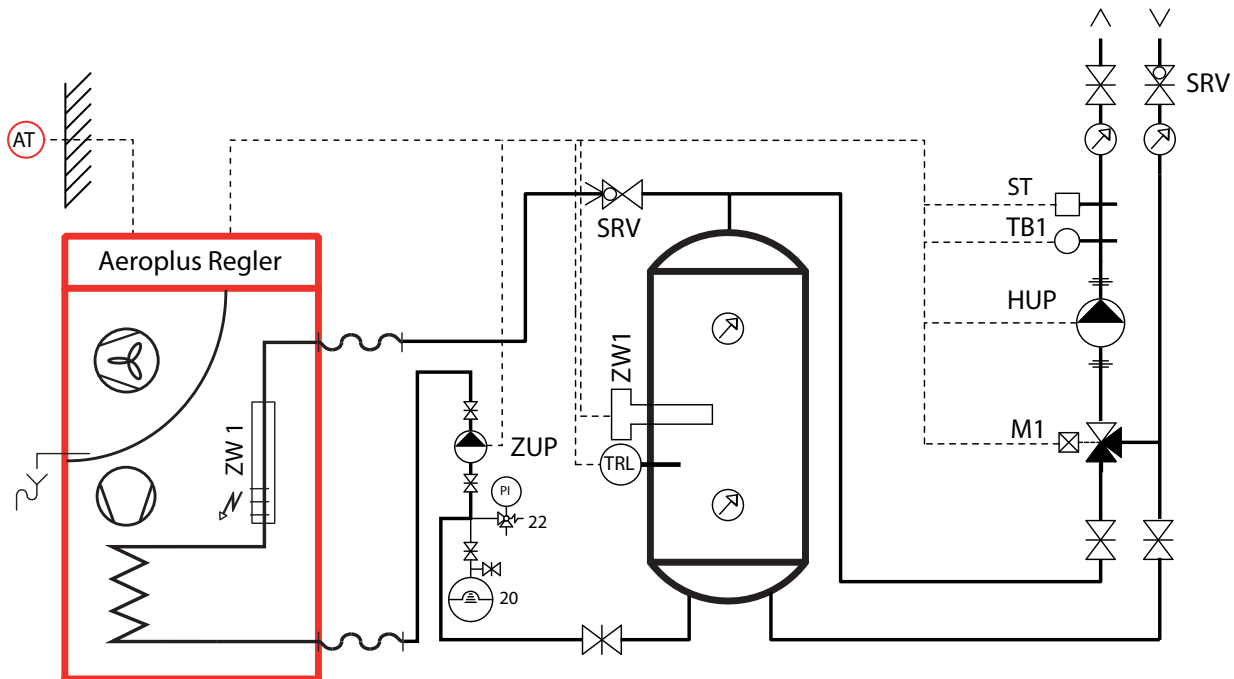 SRV
AT
ST
SRV
TB1
Aeroplus Regler
HUP
ZW1
M1
ZW 1
ZUP
TRL
PI
22
20